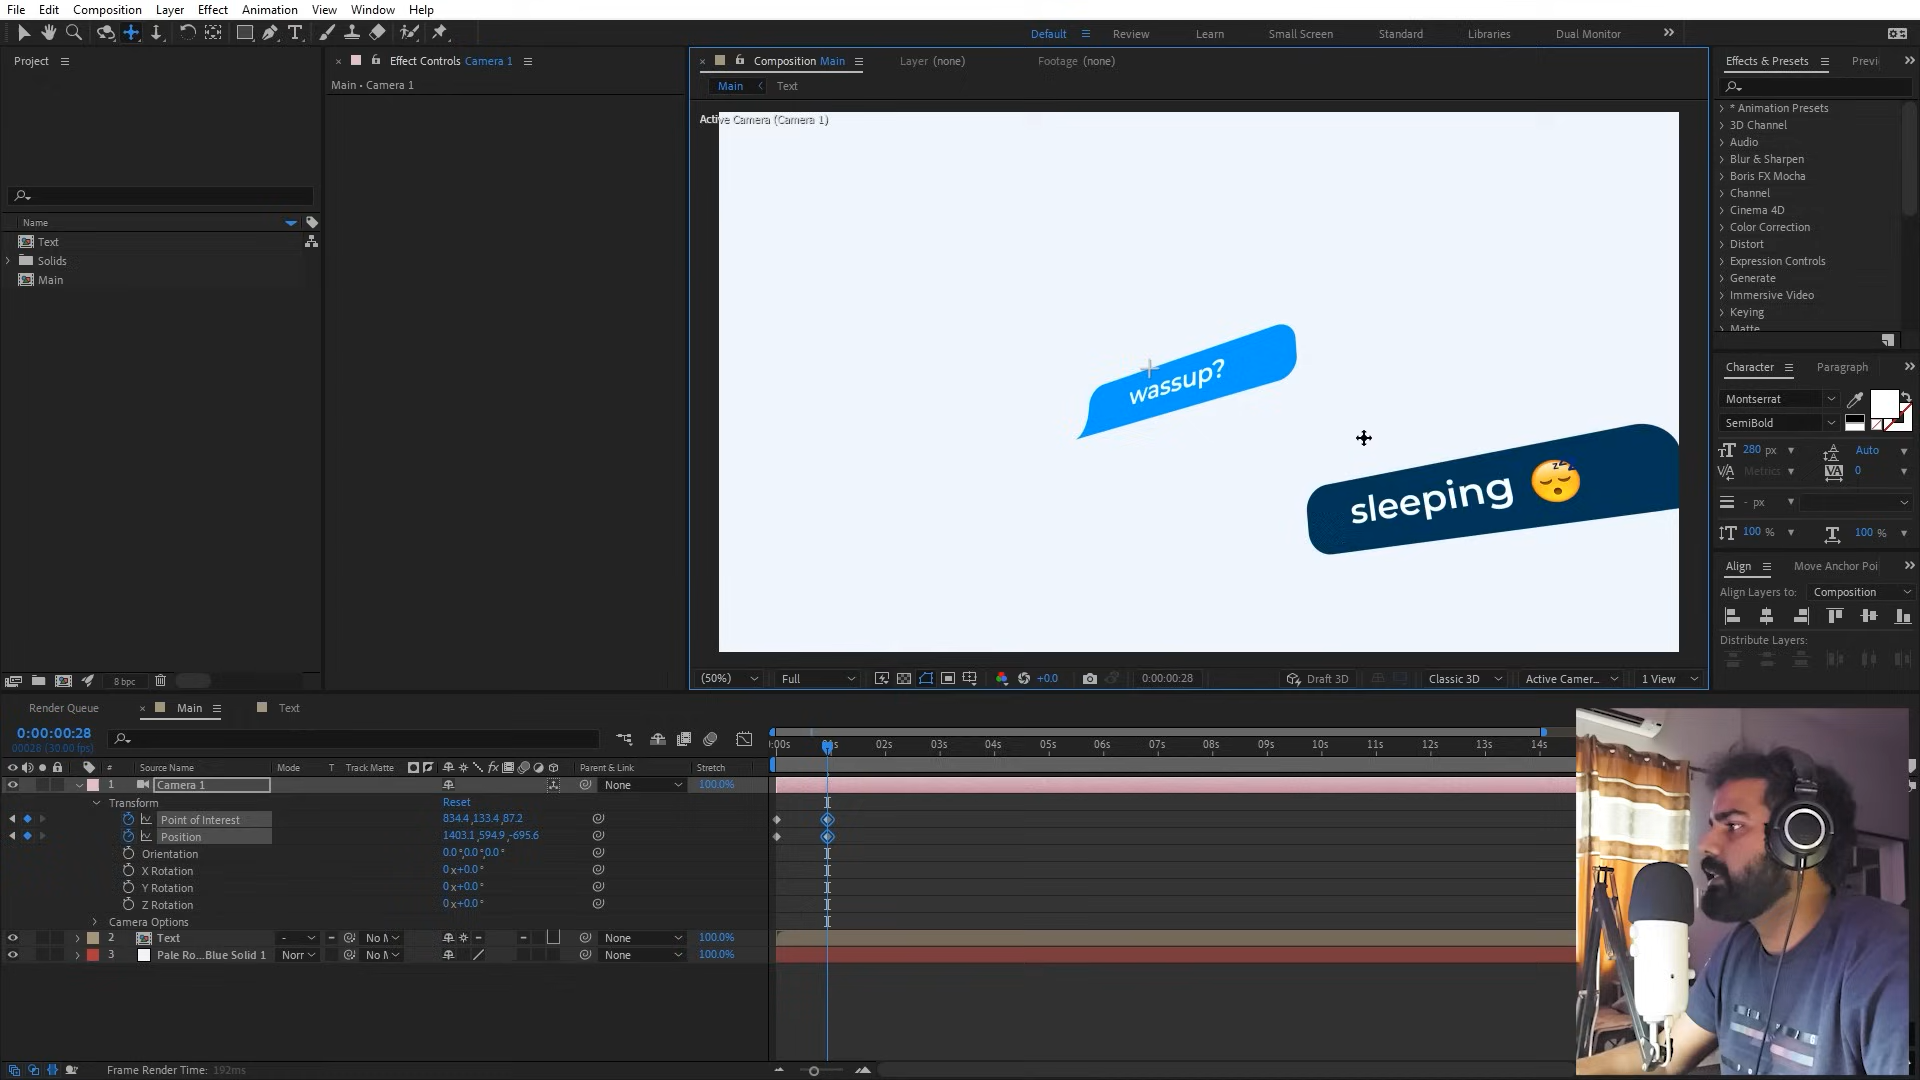 File Edit Composition Layer Effect Animation View Window Help
Default Review Learn Small Screen Standard Libraries Dual Monitor
Project
Effect Controls Camera 1
Main • Camera 1
Composition Main
Layer (none)
Footage (none)
Main Text
Active Camera (Camera 1)
wassup?
sleeping 😴
Effects & Presets
Previ
* Animation Presets
3D Channel
Audio
Blur & Sharpen
Boris FX Mocha
Channel
Cinema 4D
Color Correction
Distort
Expression Controls
Generate
Immersive Video
Keying
Matte
Name
Text
Solids
Main
Character Paragraph
Montserrat
SemiBold
280 px Auto
Metrics 0
- px
100 % 100 %
Align Move Anchor Poi
Align Layers to: Composition
Distribute Layers:
8 bpc
(50%) Full +0.0 0:00:00:28 Draft 3D Classic 3D Active Camer... 1 View
Render Queue Main Text
0:00:00:28
00028 (30.00 fps)
:00s 02s 03s 04s 05s 06s 07s 08s 09s 10s 11s 12s 13s 14s
# Source Name Mode T Track Matte fx Parent & Link Stretch
1 Camera 1 None 100.0%
Transform Reset
Point of Interest 834.4,133.4,87.2
Position 1403.1,594.9,-695.6
Orientation 0.0°,0.0°,0.0°
X Rotation 0x+0.0°
Y Rotation 0x+0.0°
Z Rotation 0x+0.0°
Camera Options
2 Text - No M None 100.0%
3 Pale Ro...Blue Solid 1 Norr No M None 100.0%
Frame Render Time: 192ms